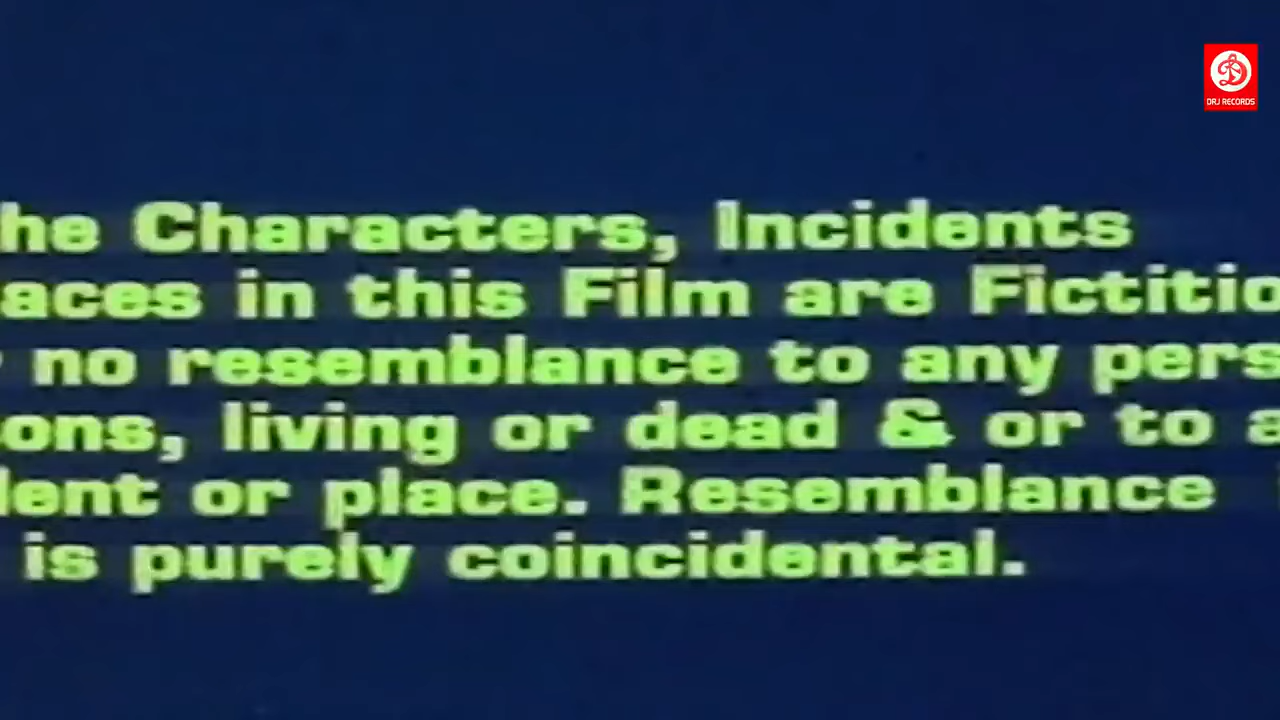 he Characters, Incidents
aces in this Film are Fictitio
no resemblance to any pers
ons, living or dead & or to a
dent or place. Resemblance
is purely coincidental.
DRJ RECORDS